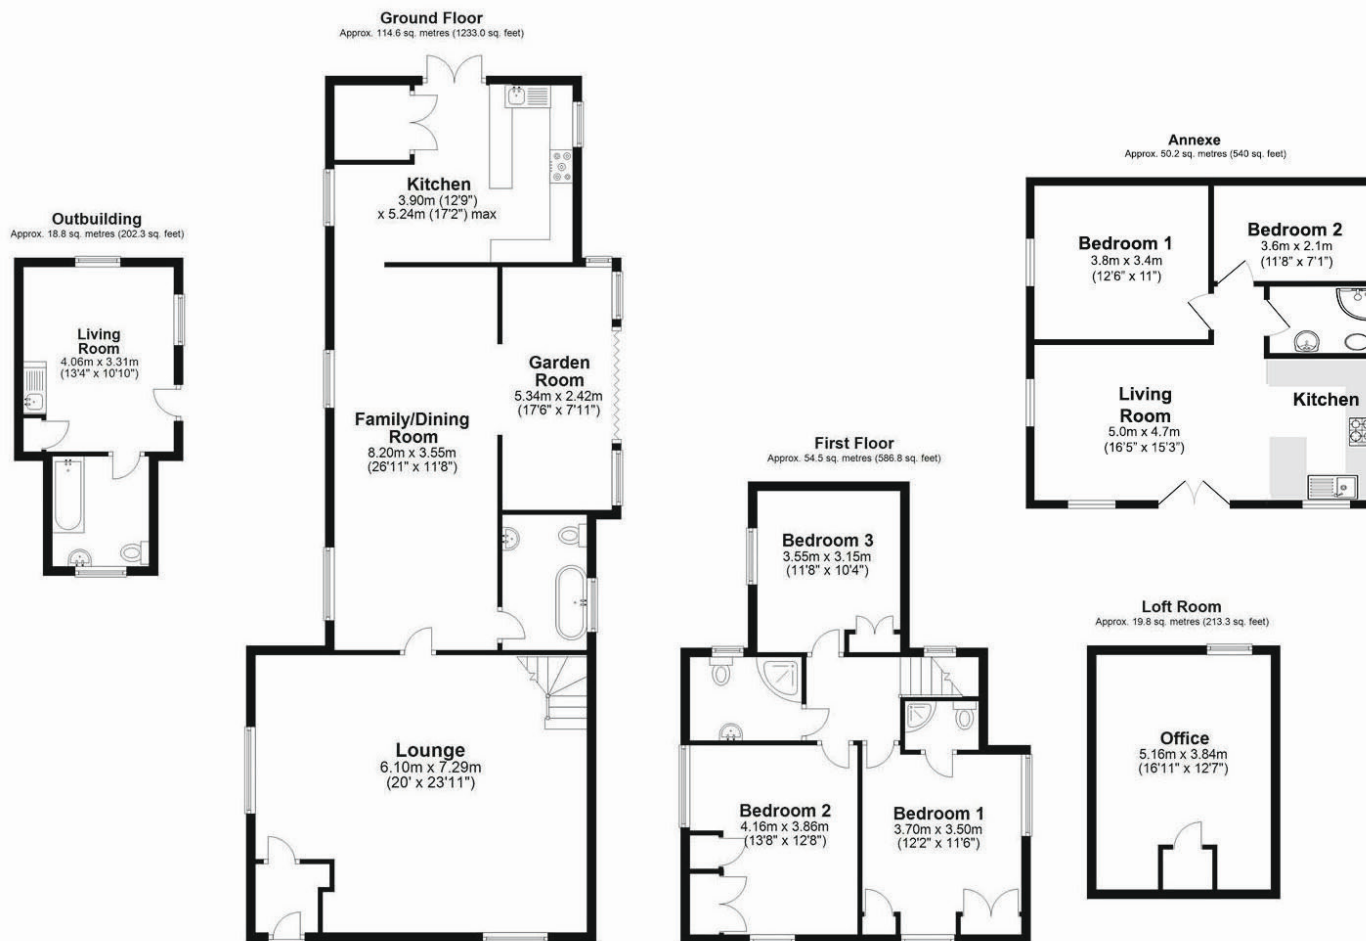 Ground Floor
Approx. 114.6 sq. metres (1233.0 sq. feet)
Kitchen
3.90m (12'9")
x 5.24m (17'2") max
Garden
Room
5.34m x 2.42m
(17'6" x 7'11")
Family/Dining
Room
8.20m x 3.55m
(26'11" x 11'8")
Lounge
6.10m x 7.29m
(20' x 23'11")
Outbuilding
Approx. 18.8 sq. metres (202.3 sq. feet)
Living
Room
4.06m x 3.31m
(13'4" x 10'10")
First Floor
Approx. 54.5 sq. metres (586.8 sq. feet)
Bedroom 3
3.55m x 3.15m
(11'8" x 10'4")
Bedroom 2
4.16m x 3.86m
(13'8" x 12'8")
Bedroom 1
3.70m x 3.50m
(12'2" x 11'6")
Annexe
Approx. 50.2 sq. metres (540 sq. feet)
Bedroom 1
3.8m x 3.4m
(12'6" x 11")
Bedroom 2
3.6m x 2.1m
(11'8" x 7'1")
Living
Room
5.0m x 4.7m
(16'5" x 15'3")
Kitchen
Loft Room
Approx. 19.8 sq. metres (213.3 sq. feet)
Office
5.16m x 3.84m
(16'11" x 12'7")